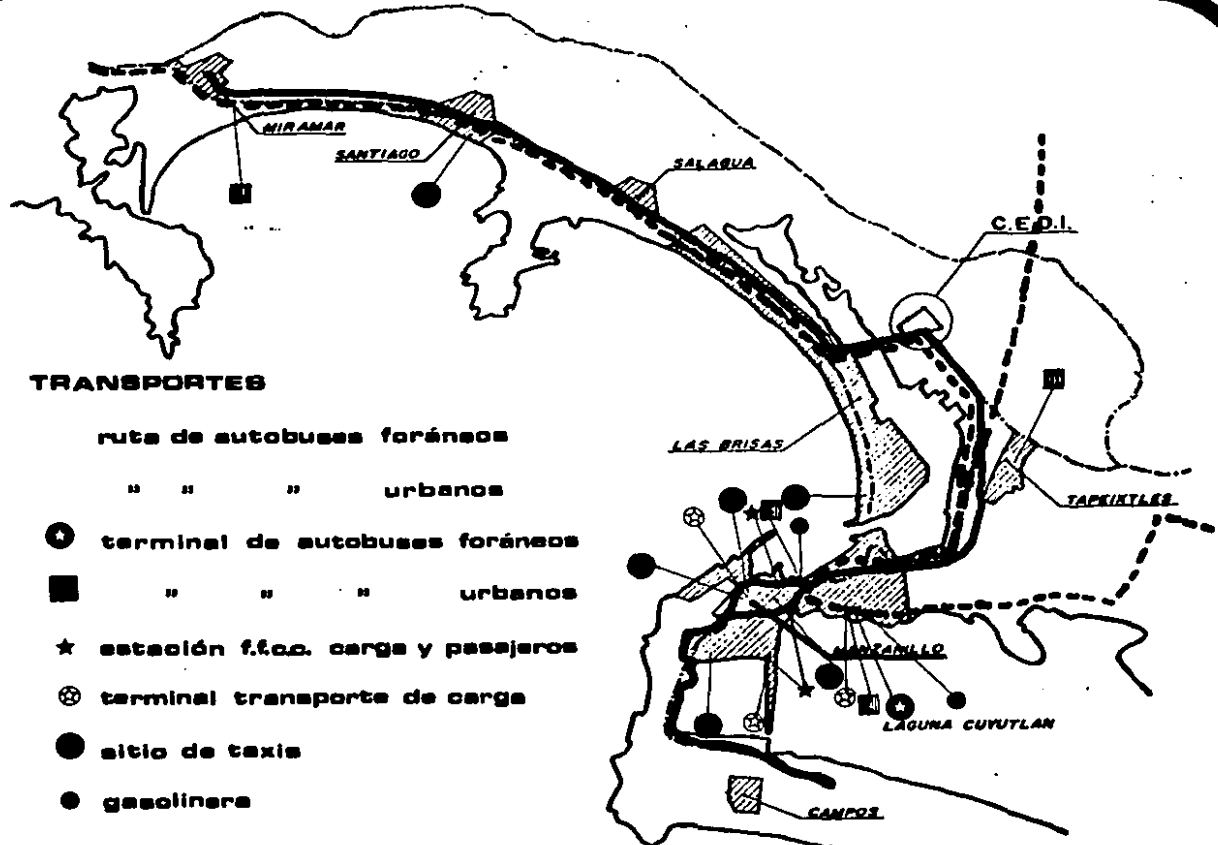 MIRAMAR
SANTIAGO
SALAGUA
C.E.D.I.
TRANSPORTES
ruta de autobuses foráneos
" " " urbanos
LAS BRISAS
TAPEIXTLES
terminal de autobuses foráneos
" " " urbanos
estación f.f.c.c. carga y pasajeros
MANZANILLO
terminal transporte de carga
LAGUNA CUYUTLAN
sitio de taxis
gasolinera
CAMPOS